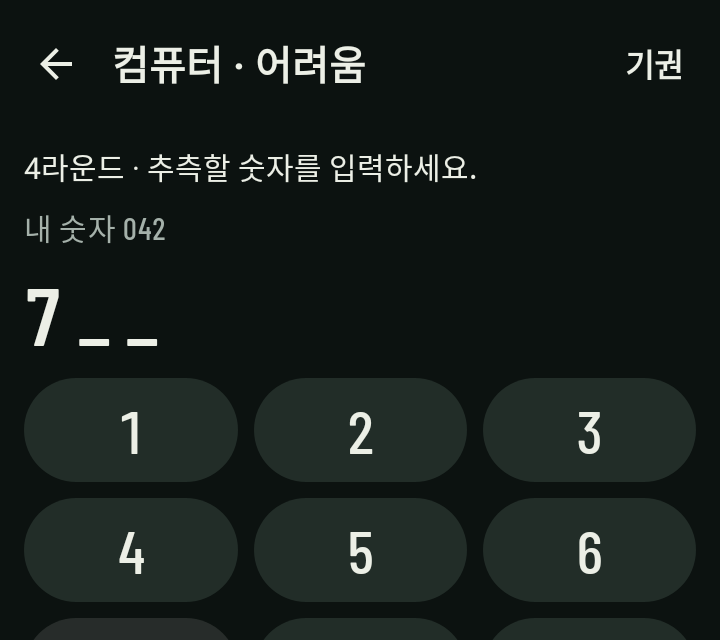 컴퓨터 · 어려움
기권
4라운드 · 추측할 숫자를 입력하세요.
내 숫자 042
7 _ _
1 2 3
4 5 6